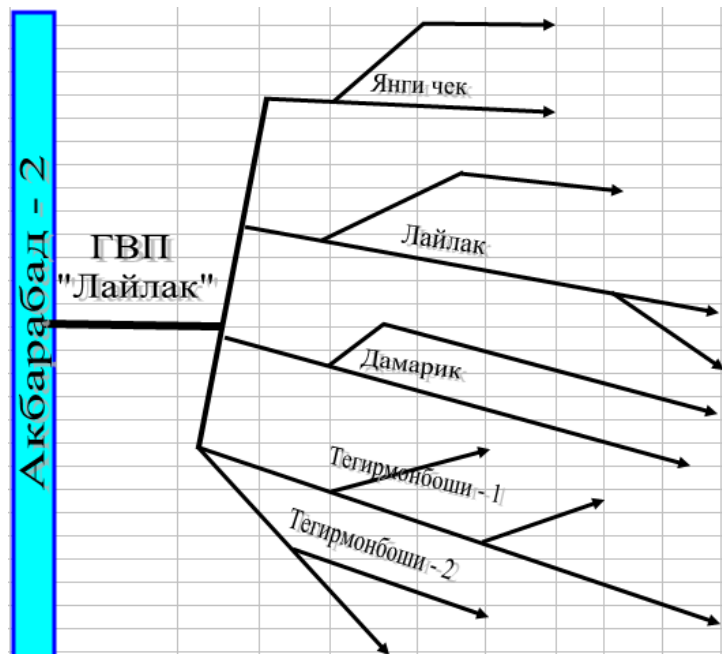 Акбарабад - 2
ГВП
"Лайлак"
Янги чек
Лайлак
Дамарик
Тегирмонбоши - 1
Тегирмонбоши - 2